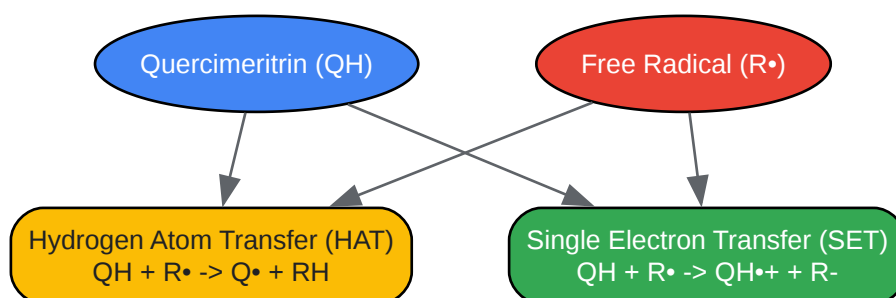 Quercimeritrin (QH)
Free Radical (R•)
Hydrogen Atom Transfer (HAT)
QH + R• -> Q• + RH
Single Electron Transfer (SET)
QH + R• -> QH•+ + R-